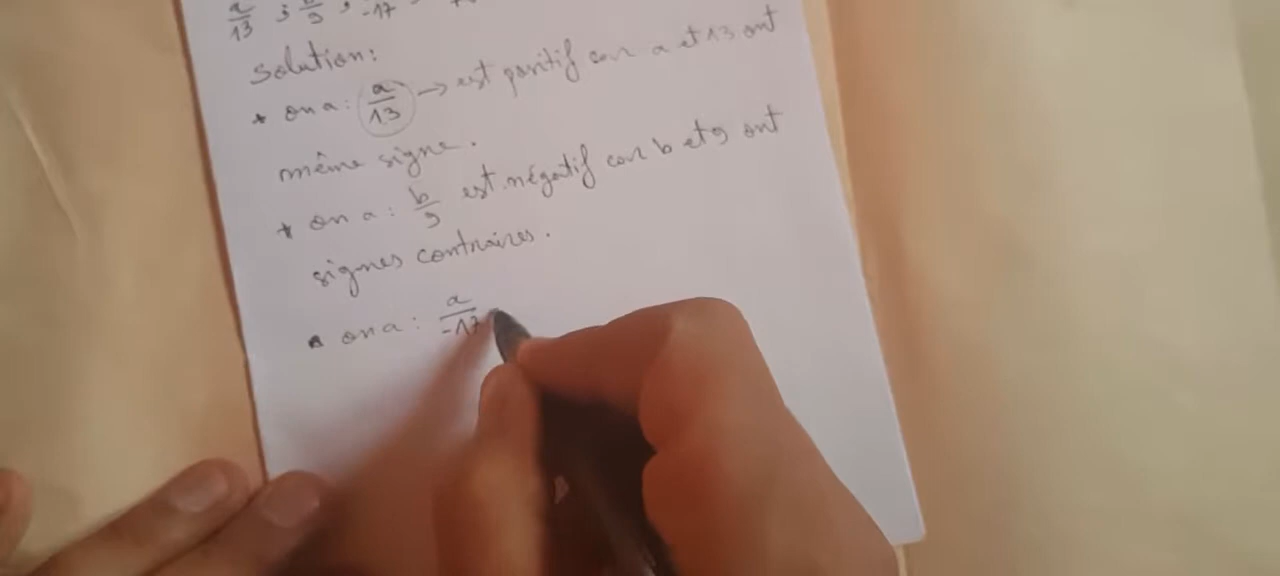 a/13 ; b/9 ; -17
Solution:
* on a : a/13 → est positif car a et 13 ont
même signe.
* on a : b/9 est négatif car b et 9 ont
signes contraires.
* on a : a/-17